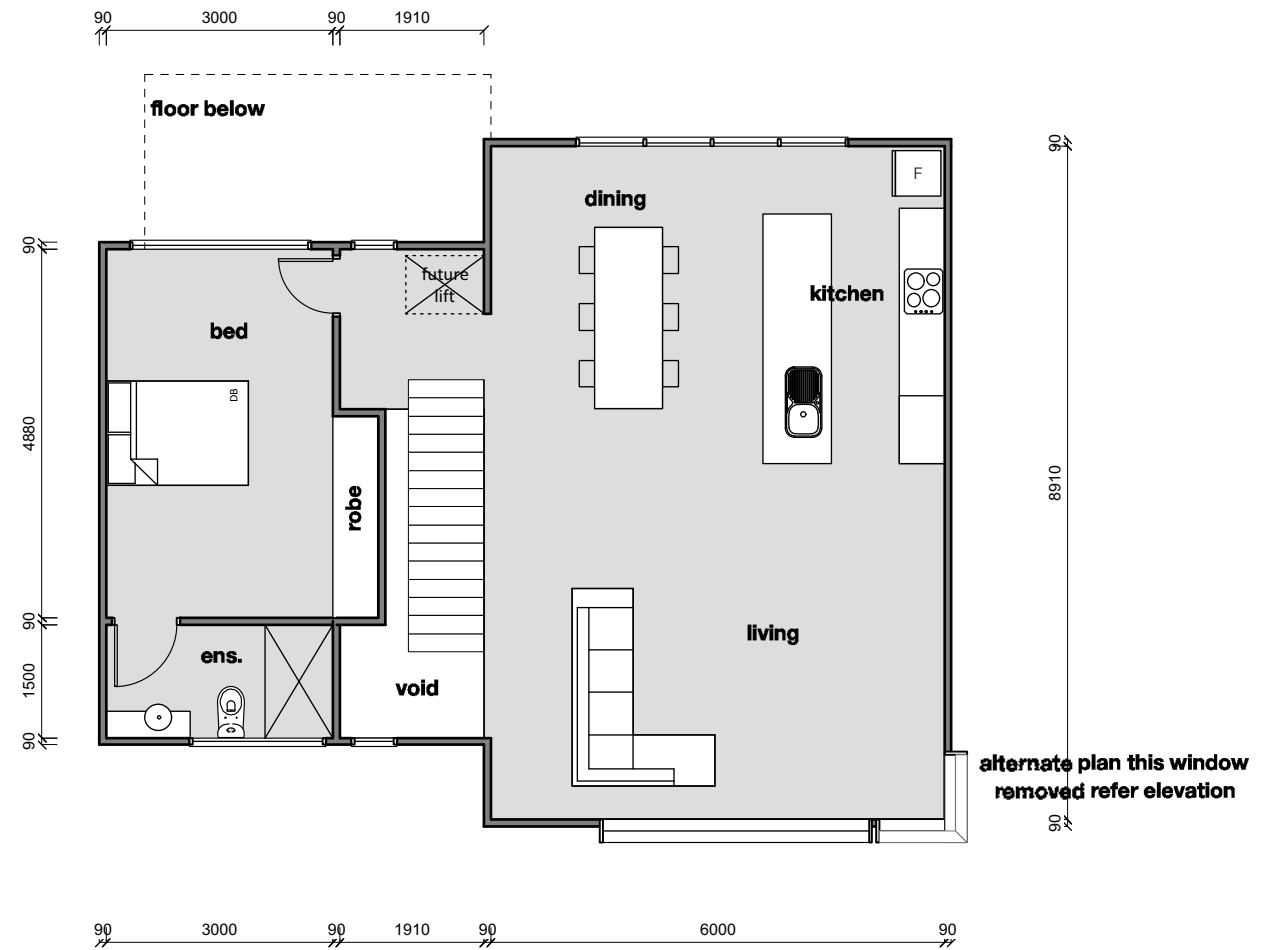 90 3000 90 1910
floor below
90
F
dining
90
future
lift
kitchen
bed
DB
4880
8910
robe
90
living
ens.
1500
void
90
alternate plan this window
removed refer elevation
90
90 3000 90 1910 90 6000 90